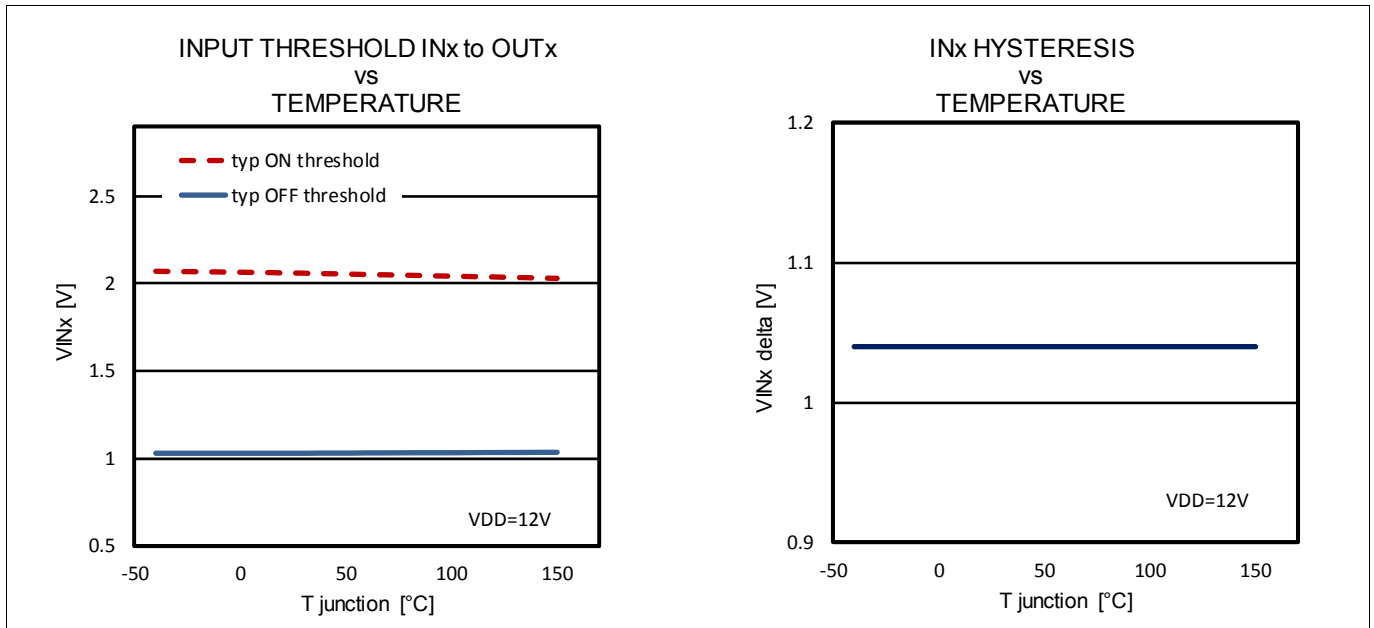 INPUT THRESHOLD INx to OUTx
vs
TEMPERATURE
typ ON threshold
typ OFF threshold
2.5
2
1.5
1
0.5
VINx [V]
VDD=12V
-50
0
50
100
150
T junction [°C]
INx HYSTERESIS
vs
TEMPERATURE
1.2
1.1
1
0.9
VINx delta [V]
VDD=12V
-50
0
50
100
150
T junction [°C]